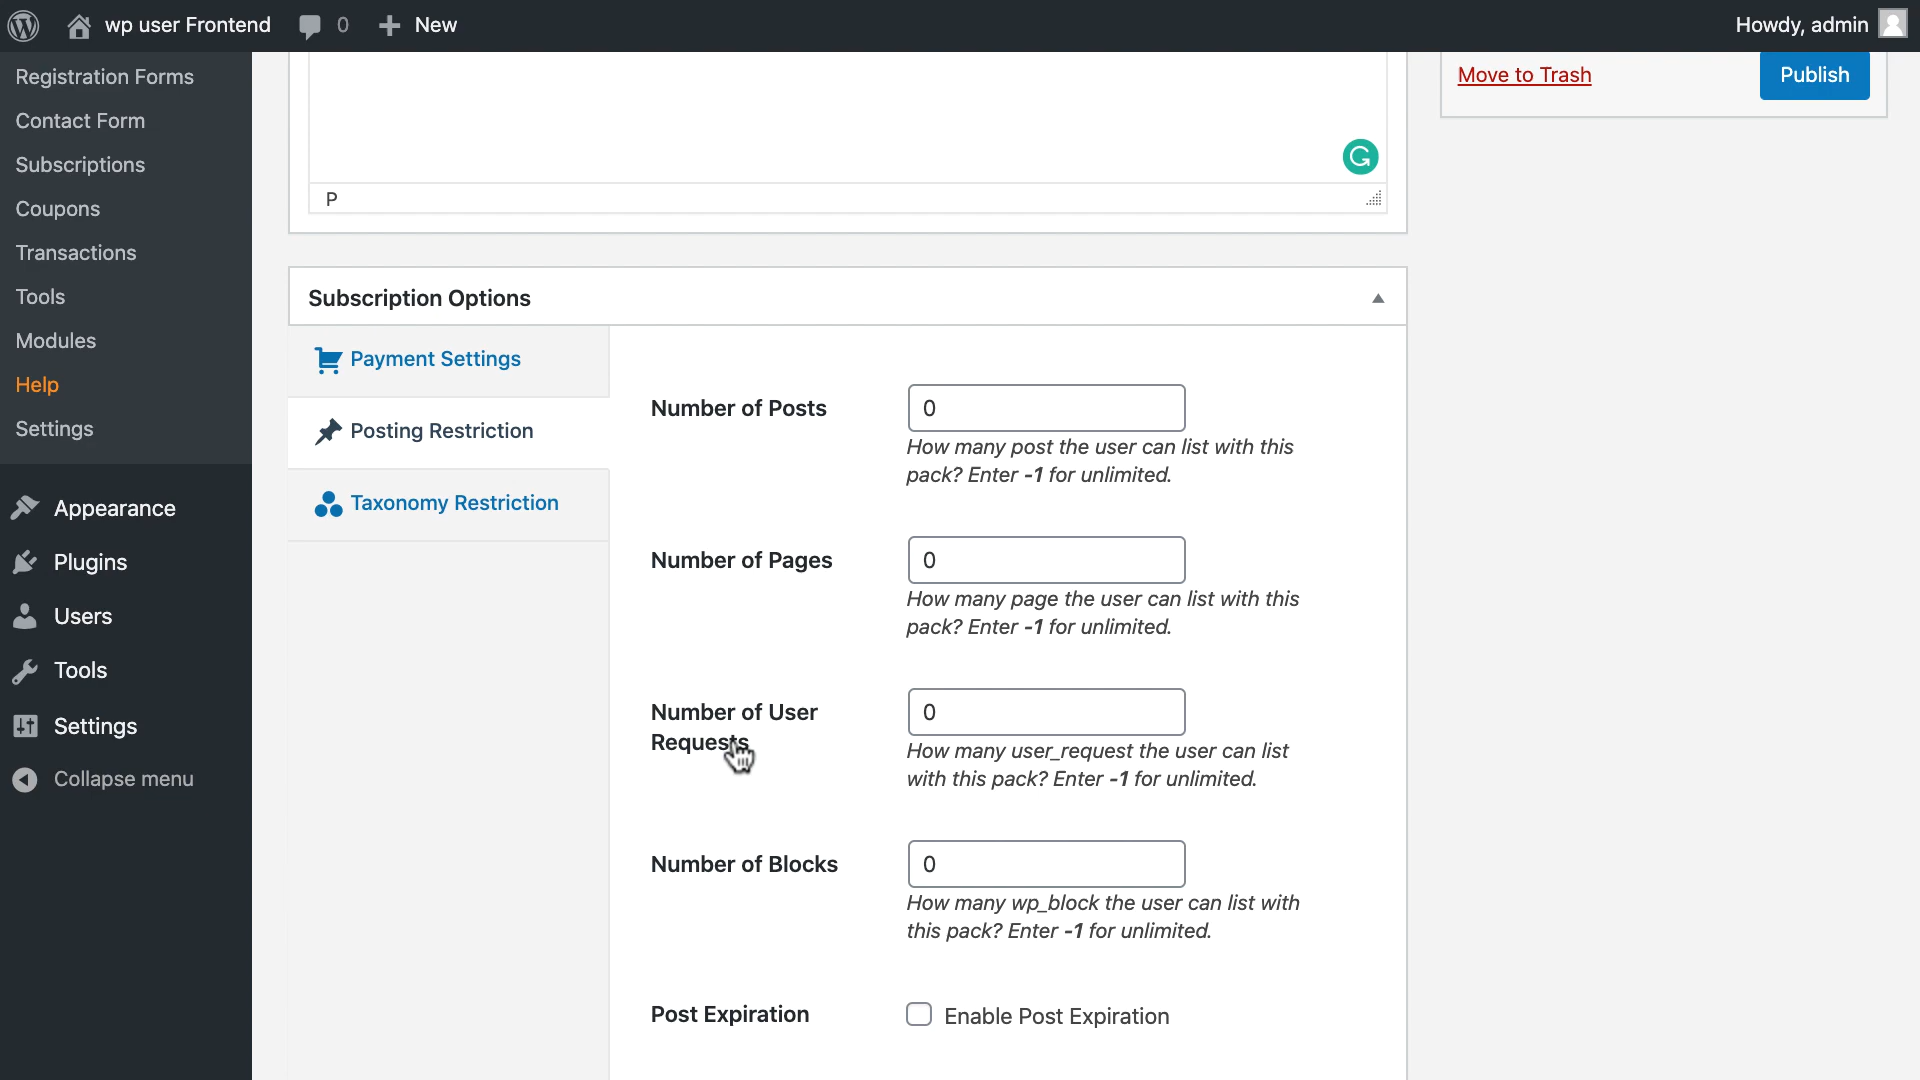 wp user Frontend 0 New Howdy, admin
Registration Forms
Contact Form
Subscriptions
Coupons
Transactions
Tools
Modules
Help
Settings
Appearance
Plugins
Users
Tools
Settings
Collapse menu
P
Move to Trash Publish
Subscription Options
Payment Settings
Posting Restriction
Taxonomy Restriction
Number of Posts 0
How many post the user can list with this
pack? Enter -1 for unlimited.
Number of Pages 0
How many page the user can list with this
pack? Enter -1 for unlimited.
Number of User
Requests
0
How many user_request the user can list
with this pack? Enter -1 for unlimited.
Number of Blocks 0
How many wp_block the user can list with
this pack? Enter -1 for unlimited.
Post Expiration Enable Post Expiration